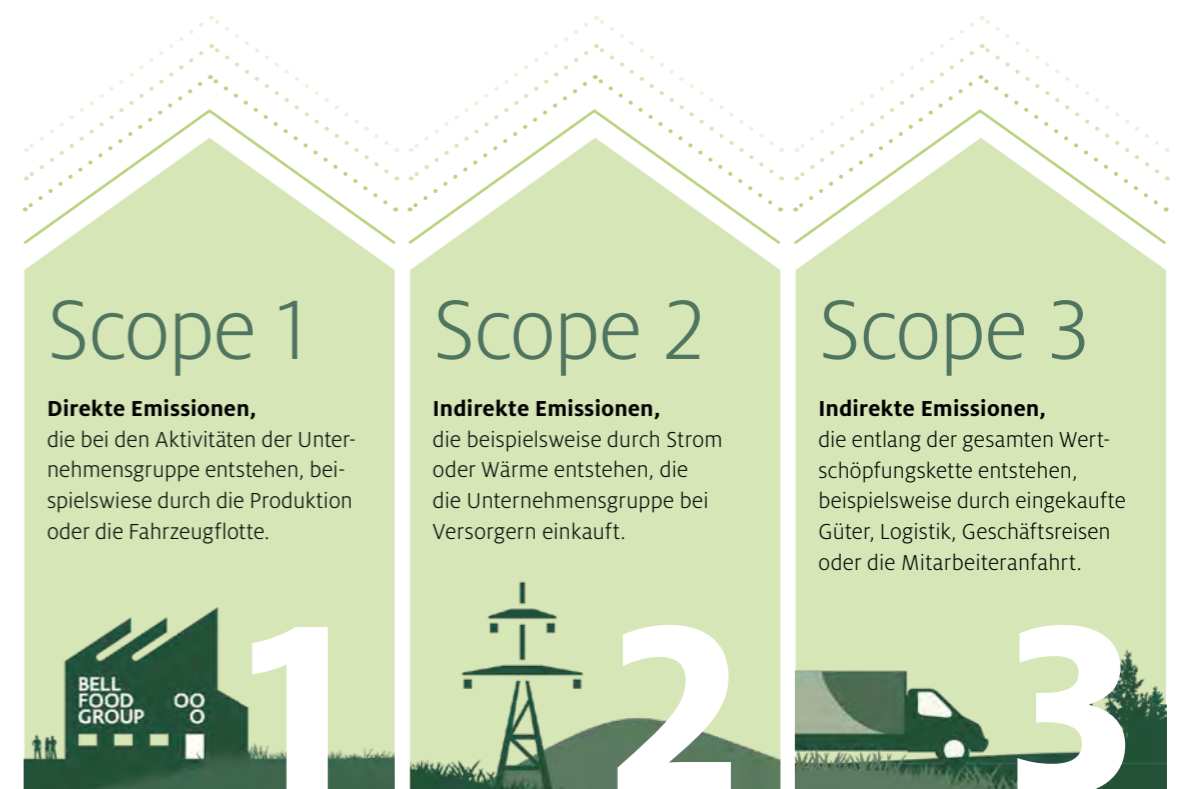 Scope 1
Direkte Emissionen,
die bei den Aktivitäten der Unter-
nehmensgruppe entstehen, bei-
spielswiese durch die Produktion
oder die Fahrzeugflotte.
BELL
FOOD
GROUP
1
Scope 2
Indirekte Emissionen,
die beispielsweise durch Strom
oder Wärme entstehen, die
die Unternehmensgruppe bei
Versorgern einkauft.
2
Scope 3
Indirekte Emissionen,
die entlang der gesamten Wert-
schöpfungskette entstehen,
beispielsweise durch eingekaufte
Güter, Logistik, Geschäftsreisen
oder die Mitarbeiteranfahrt.
3